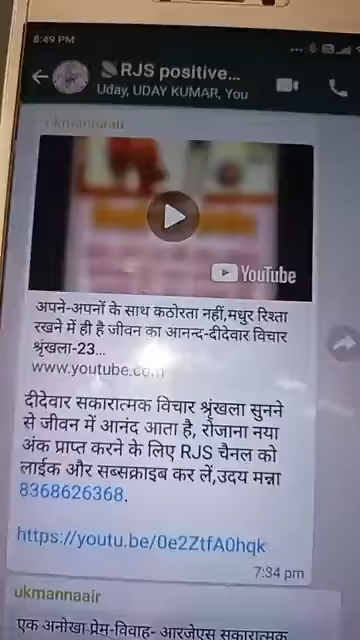 8:49 PM
RJS positive...
Uday, UDAY KUMAR, You
ukmannaair
YouTube
अपने-अपनों के साथ कठोरता नहीं,मधुर रिश्ता
रखने में ही है जीवन का आनन्द-दीदेवार विचार
श्रृंखला-23...
www.youtube.com
दीदेवार सकारात्मक विचार श्रृंखला सुनने
से जीवन में आनंद आता है, रोजाना नया
अंक प्राप्त करने के लिए RJS चैनल को
लाईक और सब्सक्राइब कर लें,उदय मन्ना
8368626368.
https://youtu.be/0e2ZtfA0hqk
7:34 pm
ukmannaair
एक अनोखा प्रेम-विवाह- आरजेएस सकारात्मक